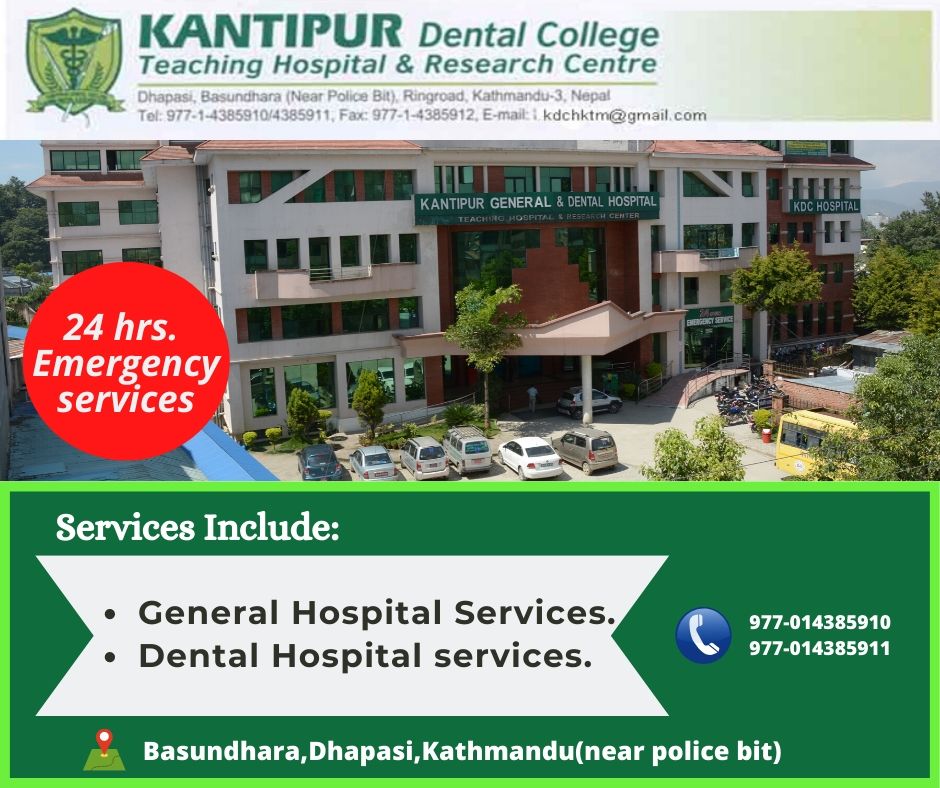 KANTIPUR Dental College
Teaching Hospital & Research Centre
Dhapasi, Basundhara (Near Police Bit), Ringroad, Kathmandu-3, Nepal
Tel: 977-1-4385910/4385911, Fax: 977-1-4385912, E-mail: kdchktm@gmail.com
KANTIPUR GENERAL & DENTAL HOSPITAL
TEACHING HOSPITAL & RESEARCH CENTER
KDC HOSPITAL
EMERGENCY SERVICE
24 hrs.
Emergency
services
Services Include:
• General Hospital Services.
• Dental Hospital services.
977-014385910
977-014385911
Basundhara,Dhapasi,Kathmandu(near police bit)